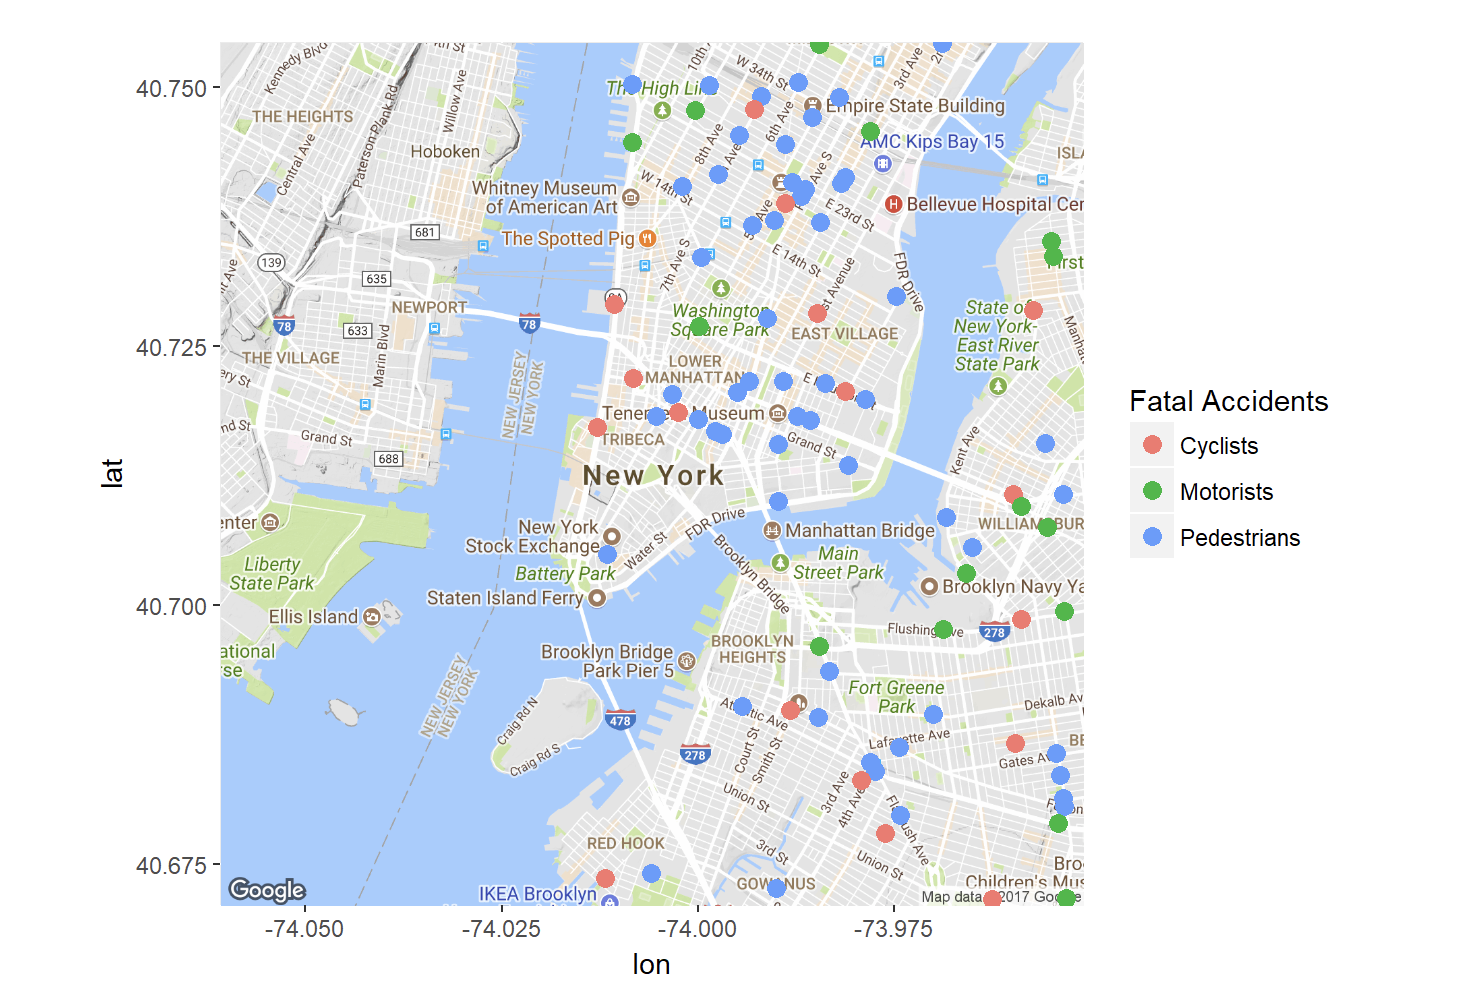 40.750
40.725
40.700
40.675
lat
-74.050
-74.025
-74.000
-73.975
lon
Fatal Accidents
Cyclists
Motorists
Pedestrians
Kennedy Blvd
THE HEIGHTS
Central Ave
Paterson Plank Rd
Willow Ave
Hoboken
10th
W 34th St
3rd Ave
The High Li
Empire State Building
6th Ave
8th Ave
AMC Kips Bay 15
ISL
Whitney Museum
of American Art
W 14th St
E 23rd St
Bellevue Hospital Cer
681
The Spotted Pig
139
635
7th Ave S
E 14th St
FDR Drive
NEWPORT
78
78
633
THE VILLAGE
Marin Blvd
Washington
Square Park
EAST VILLAGE
State of
New York-
East River
State Park
LOWER
MANHATTAN
NEW JERSEY
NEW YORK
Museum
TRIBECA
Grand St
Grand St
688
Kent Ave
New York
enter
New York
Stock Exchange
Water St
FDR Drive
Manhattan Bridge
WILLIAMSBUR
Liberty
State Park
Battery Park
Brooklyn Bridge
Main
Street Park
Staten Island Ferry
Brooklyn Navy Ya
Ellis Island
Flushing Ave
278
ational
se
BROOKLYN
HEIGHTS
Brooklyn Bridge
Park Pier 5
NEW JERSEY
NEW YORK
Fort Greene
Park
Dekalb Av
Craig Rd N
Craig Rd S
478
278
Atlantic Ave
Court St
Smith St
Lafayette Ave
Gates A
BE
Union St
3rd Ave
4th Ave
RED HOOK
3rd St
Union St
Bro
Children's Mus
GOWANUS
IKEA Brooklyn
Google
Map data ©2017 Google